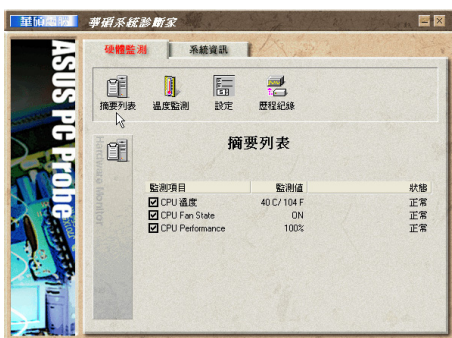 華碩 華碩系統診斷家
硬體監測 系統資訊
摘要列表 溫度監測 設定 歷程紀錄
摘要列表
監測項目 監測值 狀態
CPU 溫度 40 C/ 104 F 正常
CPU Fan State ON 正常
CPU Performance 100% 正常
ASUS PC Probe
Hardware Monitor